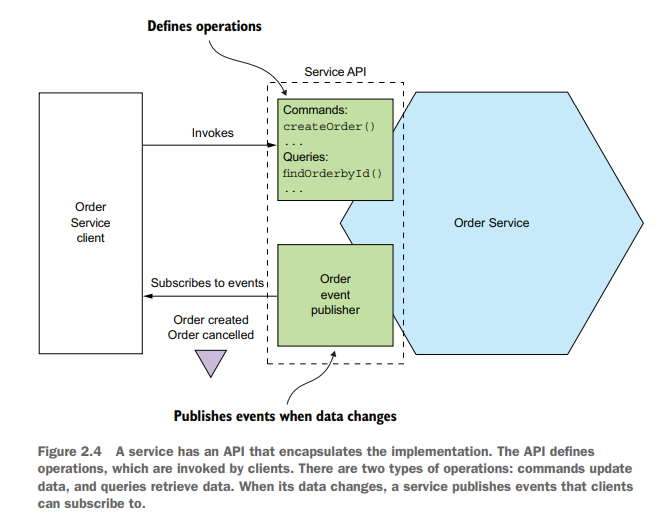 Defines operations
Service API
Commands:
createOrder()
...
Queries:
findOrderbyId()
...
Invokes
Order
Service
client
Order Service
Subscribes to events
Order
event
publisher
Order created
Order cancelled
Publishes events when data changes
Figure 2.4 A service has an API that encapsulates the implementation. The API defines
operations, which are invoked by clients. There are two types of operations: commands update
data, and queries retrieve data. When its data changes, a service publishes events that clients
can subscribe to.